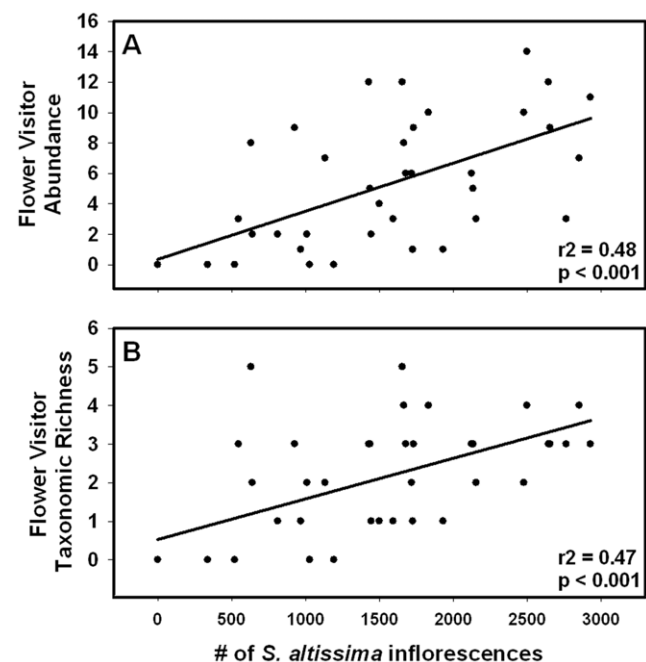 A
Flower Visitor
Abundance
16
14
12
10
8
6
4
2
0
r2 = 0.48
p < 0.001
B
Flower Visitor
Taxonomic Richness
6
5
4
3
2
1
0
r2 = 0.47
p < 0.001
0 500 1000 1500 2000 2500 3000
# of S. altissima inflorescences